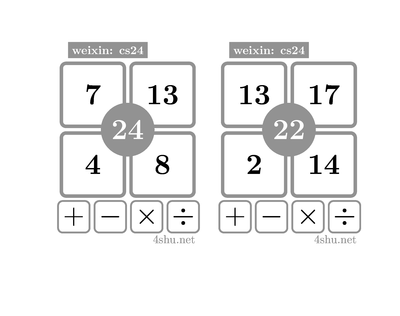 weixin: cs24
7 13
24
4 8
+ − × ÷
4shu.net
weixin: cs24
13 17
22
2 14
+ − × ÷
4shu.net